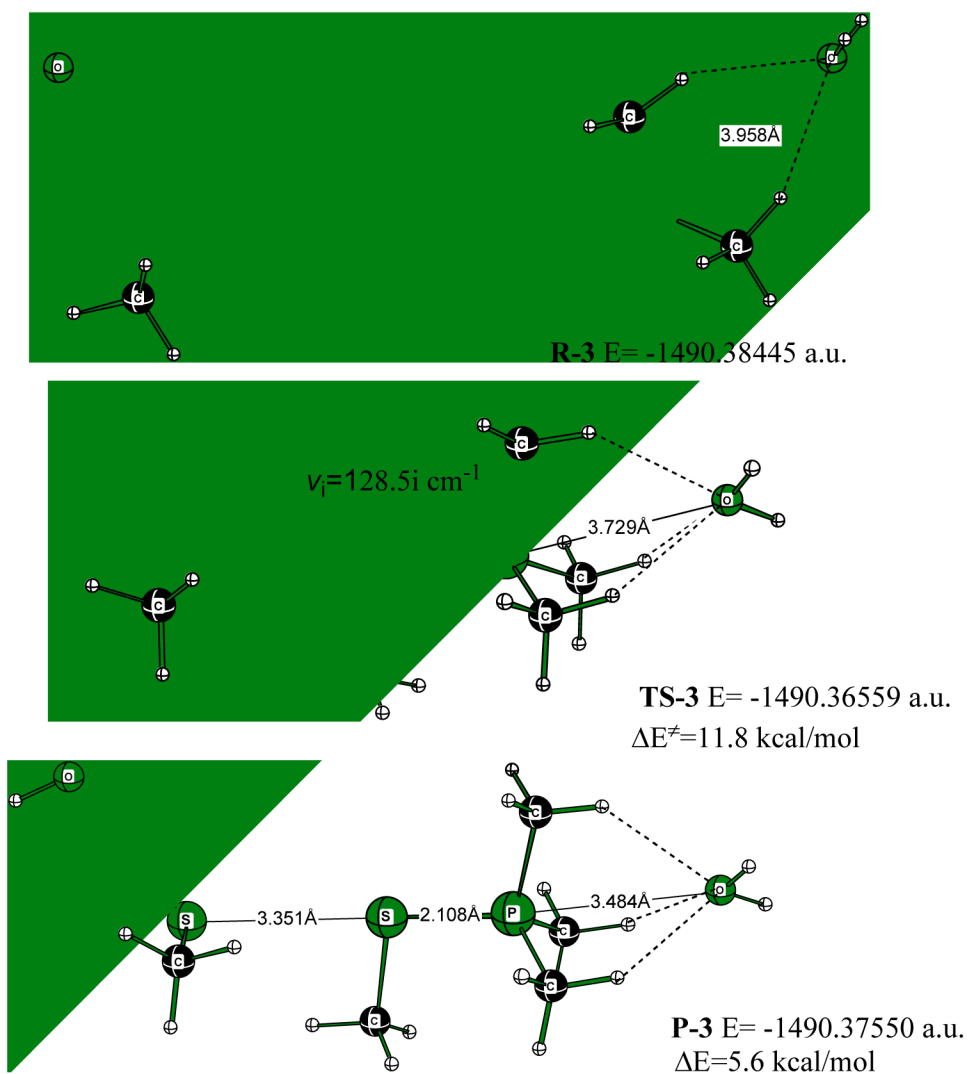 O
O
C
3.958Å
C
C
R-3 E= -1490.38445 a.u.
C
νi=128.5i cm-1
O
3.729Å
C
C
C
TS-3 E= -1490.36559 a.u.
ΔE≠=11.8 kcal/mol
O
C
O
S 3.351Å S 2.108Å P 3.484Å
C
C
C
C
P-3 E= -1490.37550 a.u.
ΔE=5.6 kcal/mol